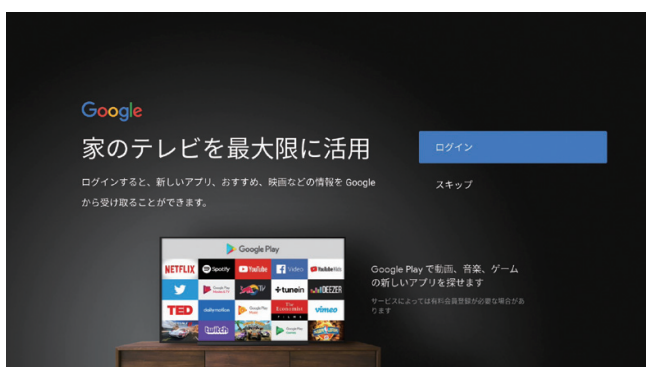 Google
家のテレビを最大限に活用
ログインすると、新しいアプリ、おすすめ、映画などの情報を Google
から受け取ることができます。
ログイン
スキップ
Google Play
NETFLIX Spotify YouTube Video YouTube Kids
tunein DEEZER
TED dailymotion The Economist FILMS vimeo
twitch
Google Play で動画、音楽、ゲーム
の新しいアプリを探せます
サービスによっては有料会員登録が必要な場合があ
ります